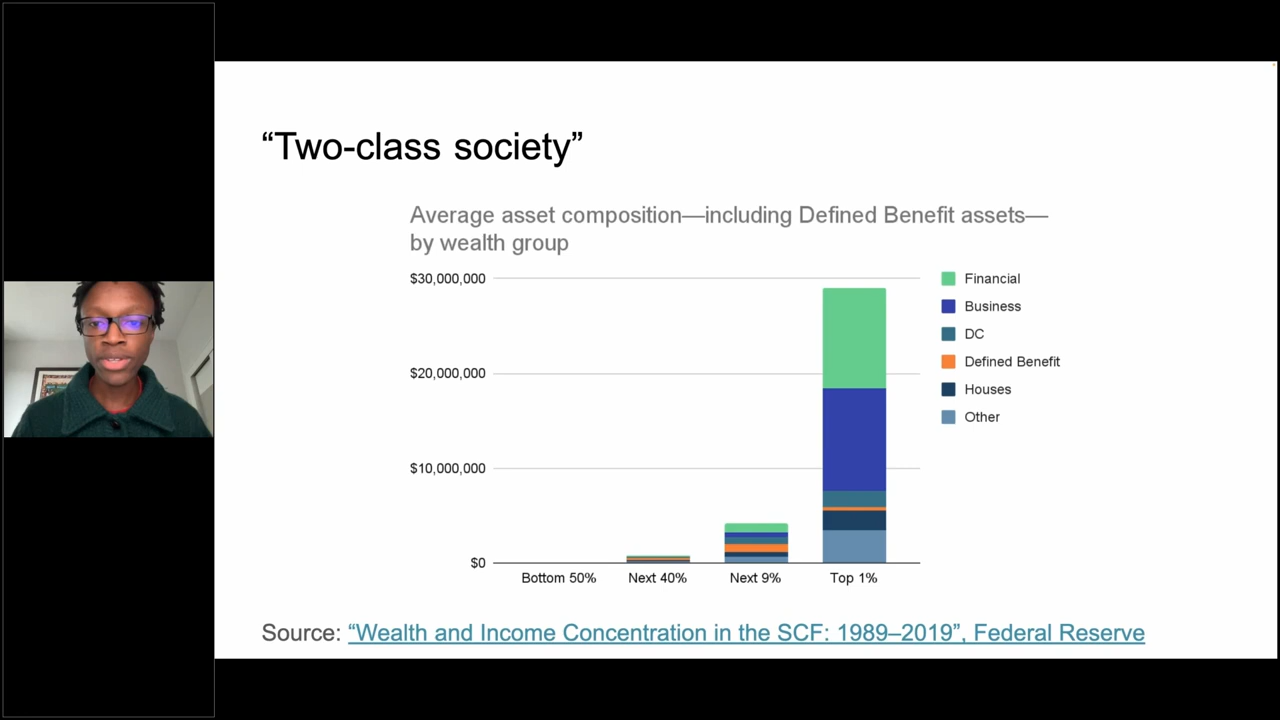 “Two-class society”
Average asset composition—including Defined Benefit assets—
by wealth group
$30,000,000
$20,000,000
$10,000,000
$0
Bottom 50%
Next 40%
Next 9%
Top 1%
Financial
Business
DC
Defined Benefit
Houses
Other
Source: “Wealth and Income Concentration in the SCF: 1989–2019”, Federal Reserve